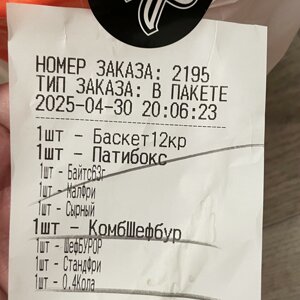 НОМЕР ЗАКАЗА: 2195
ТИП ЗАКАЗА: В ПАКЕТЕ
2025-04-30 20:06:23
1шт - Баскет12кр
1шт - Патибокс
1шт - Байтс63г
1шт - МалФри
1шт - Сырный
1шт - КомбШефбур
1шт - ШефБУРОР
1шт - СтандФри
1шт - 0.4Кола